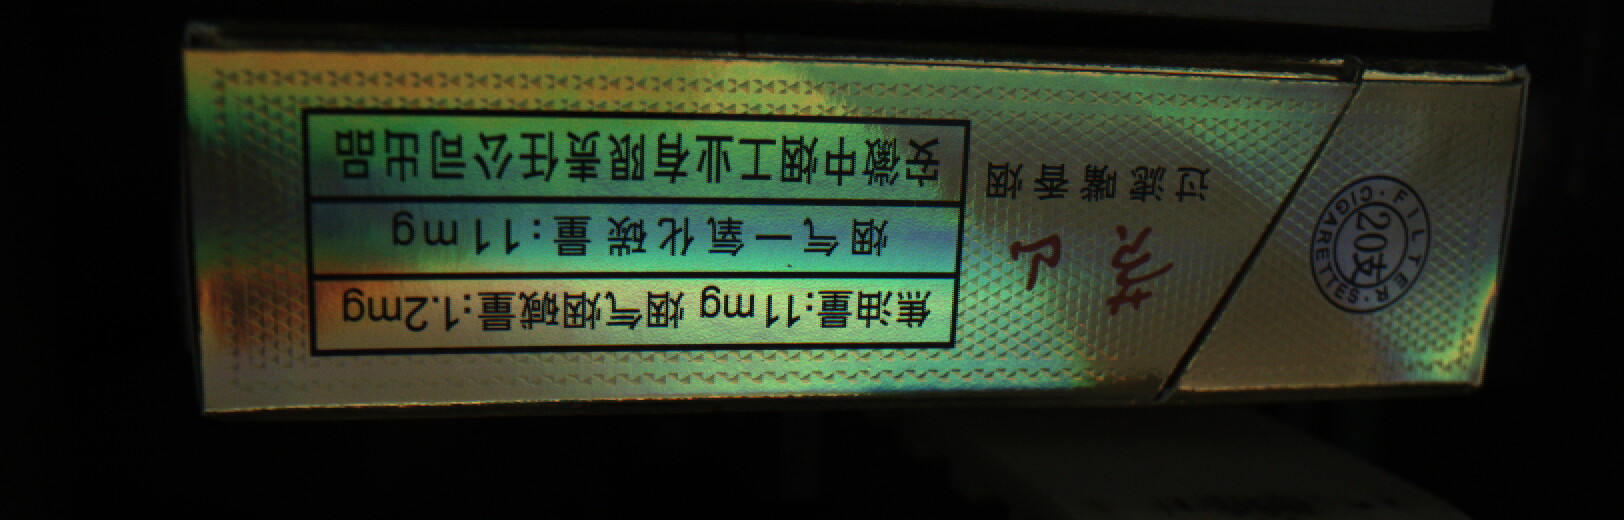 FILTER
20支
CIGARETTES
过滤嘴香烟
焦油量:11mg 烟气烟碱量:1.2mg
烟气一氧化碳量:11mg
安徽中烟工业有限责任公司出品